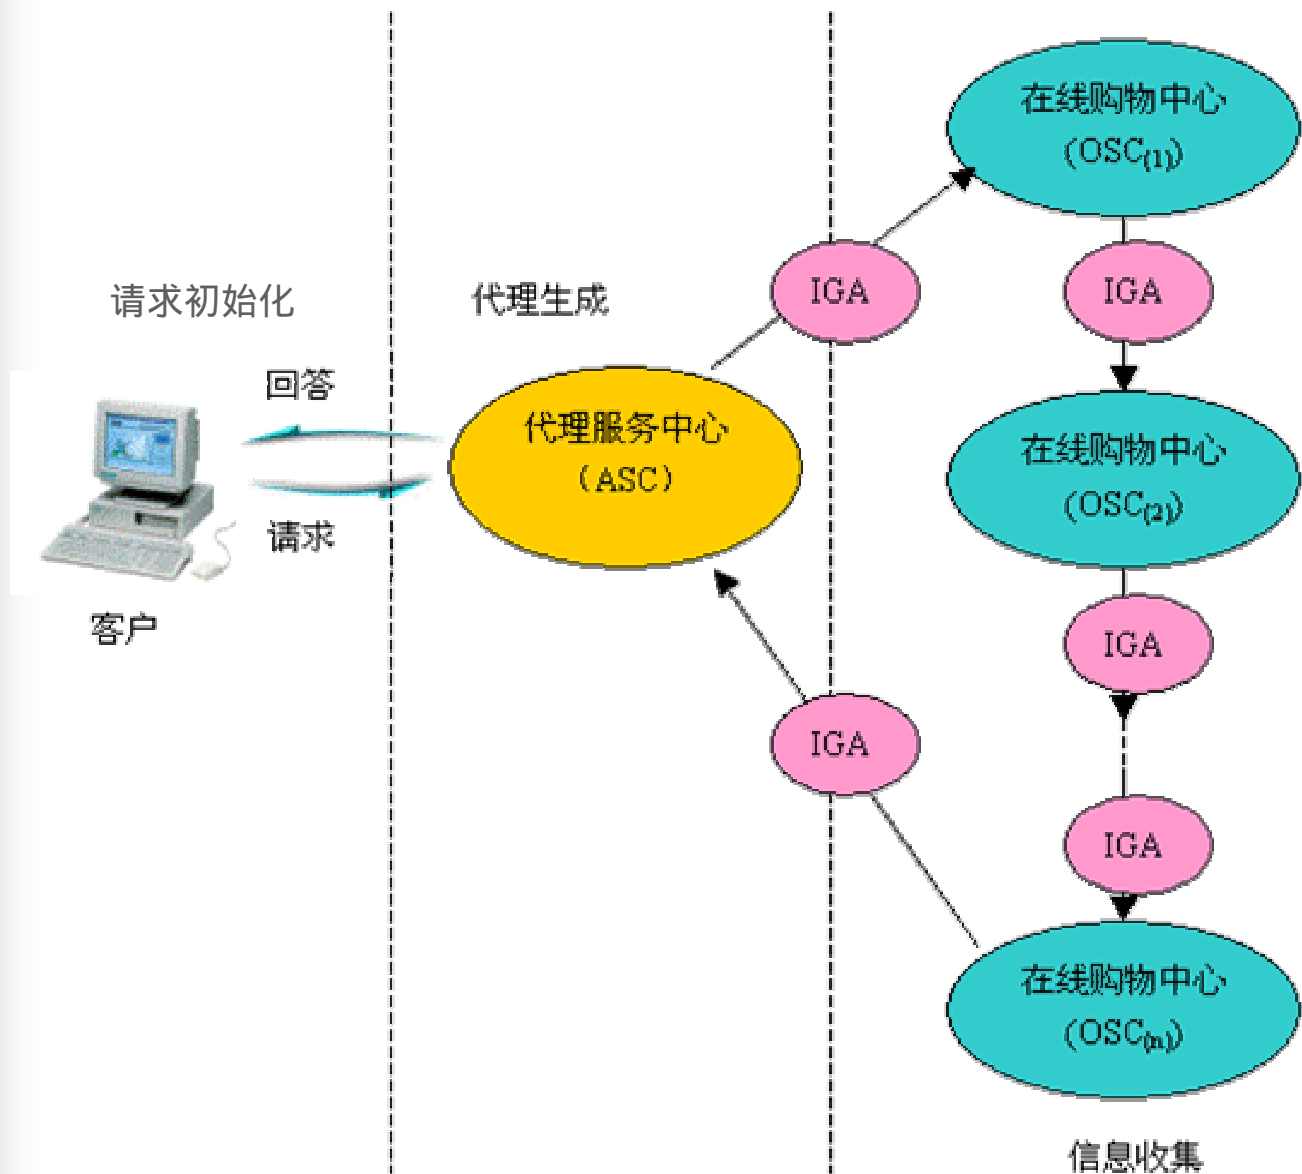 请求初始化
回答
请求
客户
代理生成
代理服务中心
(ASC)
IGA
IGA
在线购物中心
(OSC(1))
IGA
在线购物中心
(OSC(2))
IGA
IGA
在线购物中心
(OSC(n))
信息收集